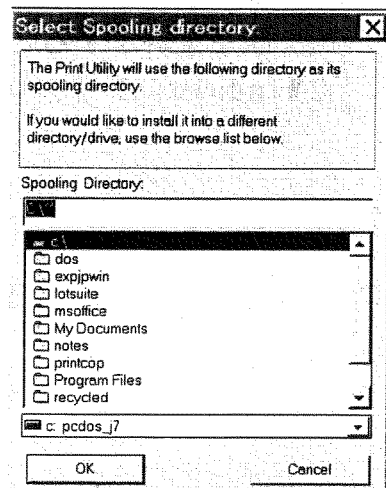 Select Spooling directory
The Print Utility will use the following directory as its
spooling directory.
If you would like to install it into a different
directory/drive, use the browse list below.
Spooling Directory:
C:\
c:\
dos
expjpwin
lotsuite
msoffice
My Documents
notes
printcop
Program Files
recycled
c: pcdos_j7
OK
Cancel